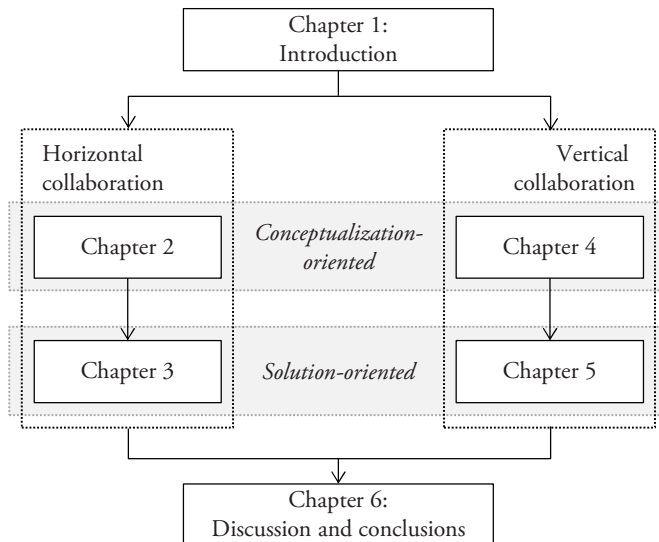 Chapter 1:
Introduction
Horizontal
collaboration
Vertical
collaboration
Chapter 2
Conceptualization-
oriented
Chapter 4
Chapter 3
Solution-oriented
Chapter 5
Chapter 6:
Discussion and conclusions